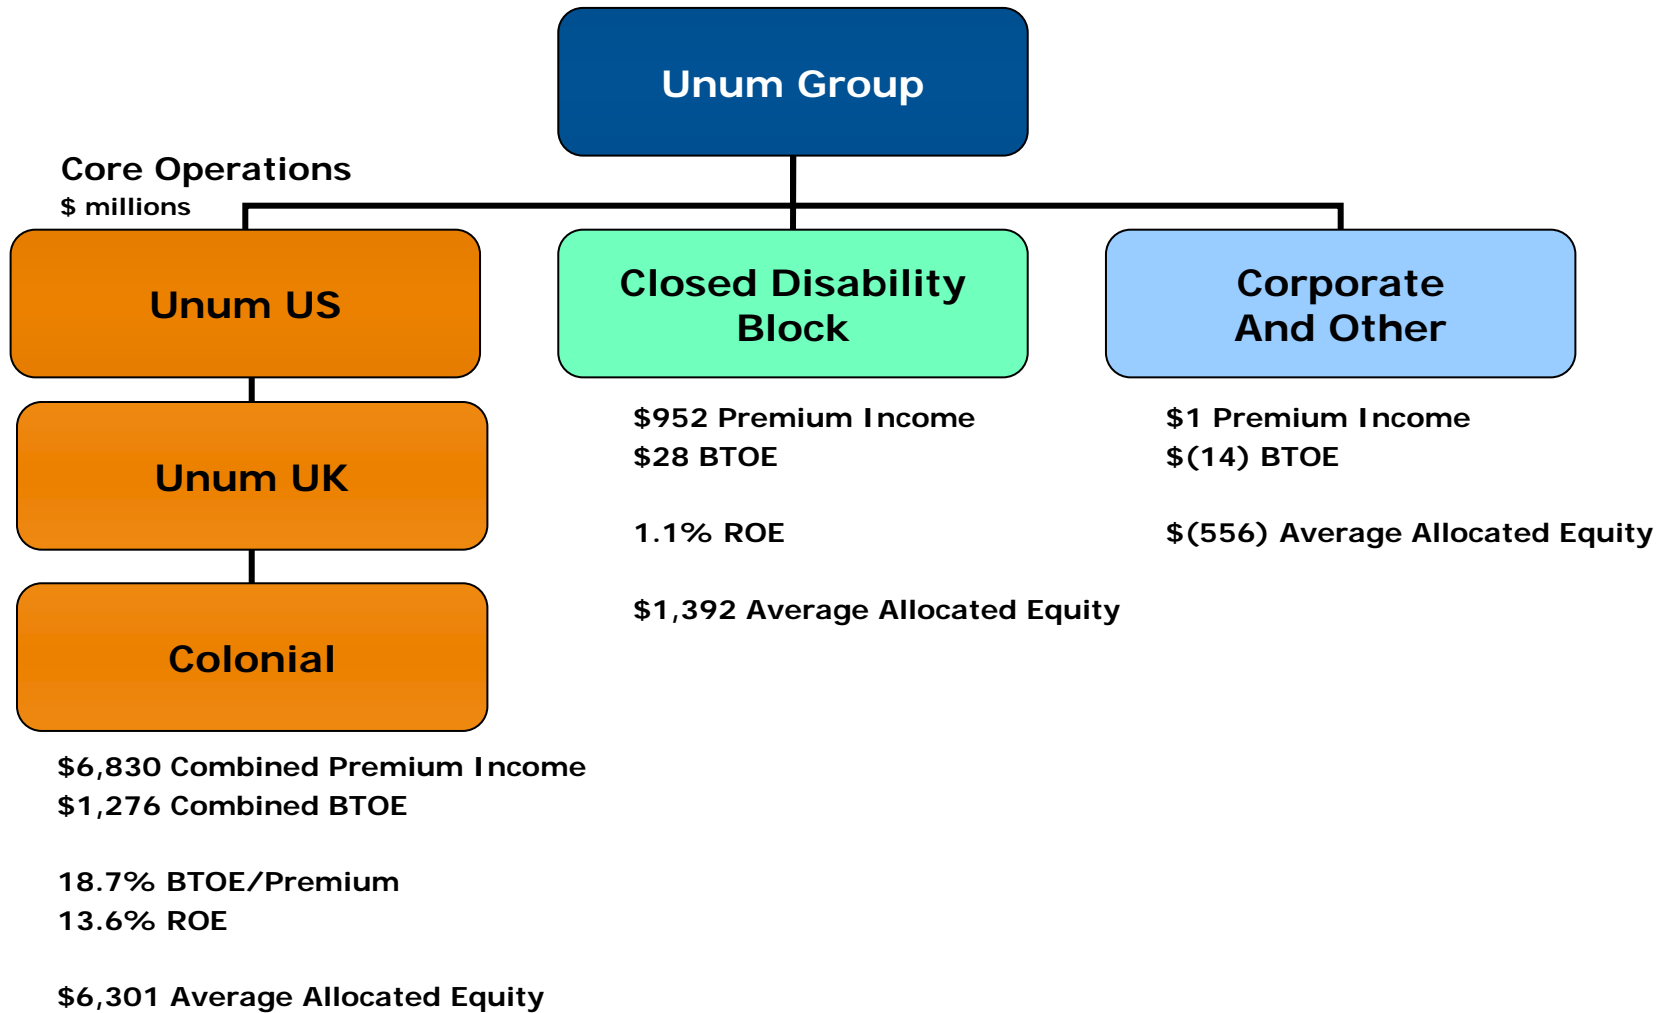 Unum Group
Core Operations
$ millions
Unum US
Unum UK
Colonial
$6,830 Combined Premium Income
$1,276 Combined BTOE
18.7% BTOE/Premium
13.6% ROE
$6,301 Average Allocated Equity
Closed Disability
Block
$952 Premium Income
$28 BTOE
1.1% ROE
$1,392 Average Allocated Equity
Corporate
And Other
$1 Premium Income
$(14) BTOE
$(556) Average Allocated Equity